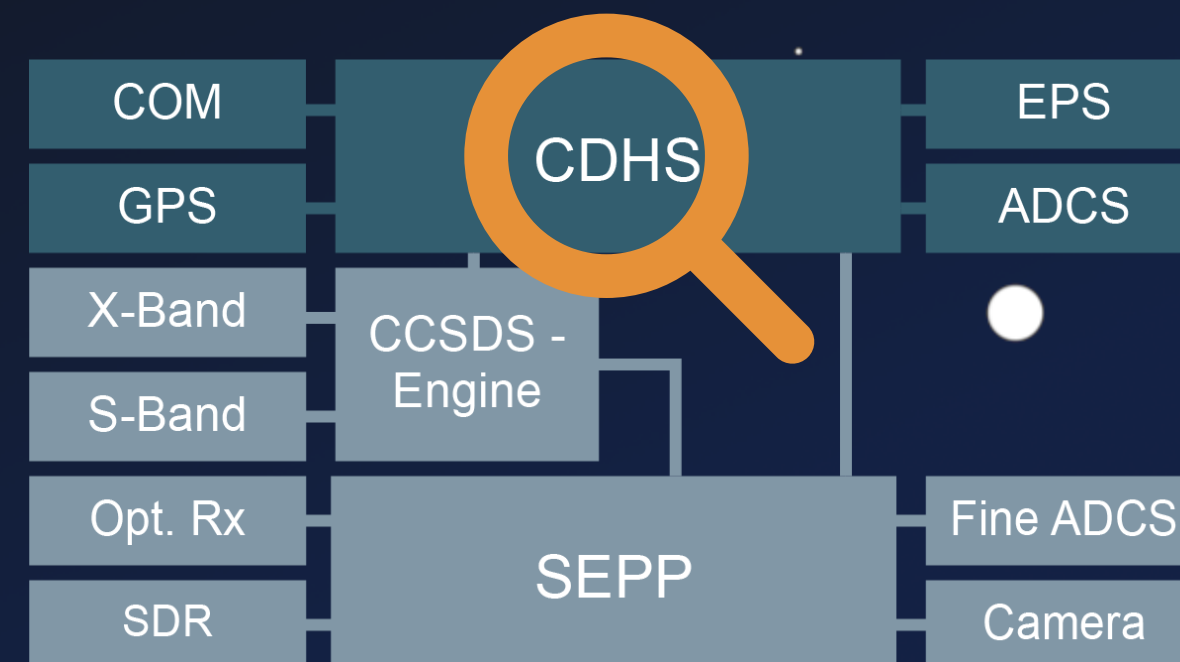 COM
CDHS
EPS
GPS
ADCS
X-Band
CCSDS -
Engine
S-Band
Opt. Rx
SEPP
Fine ADCS
SDR
Camera